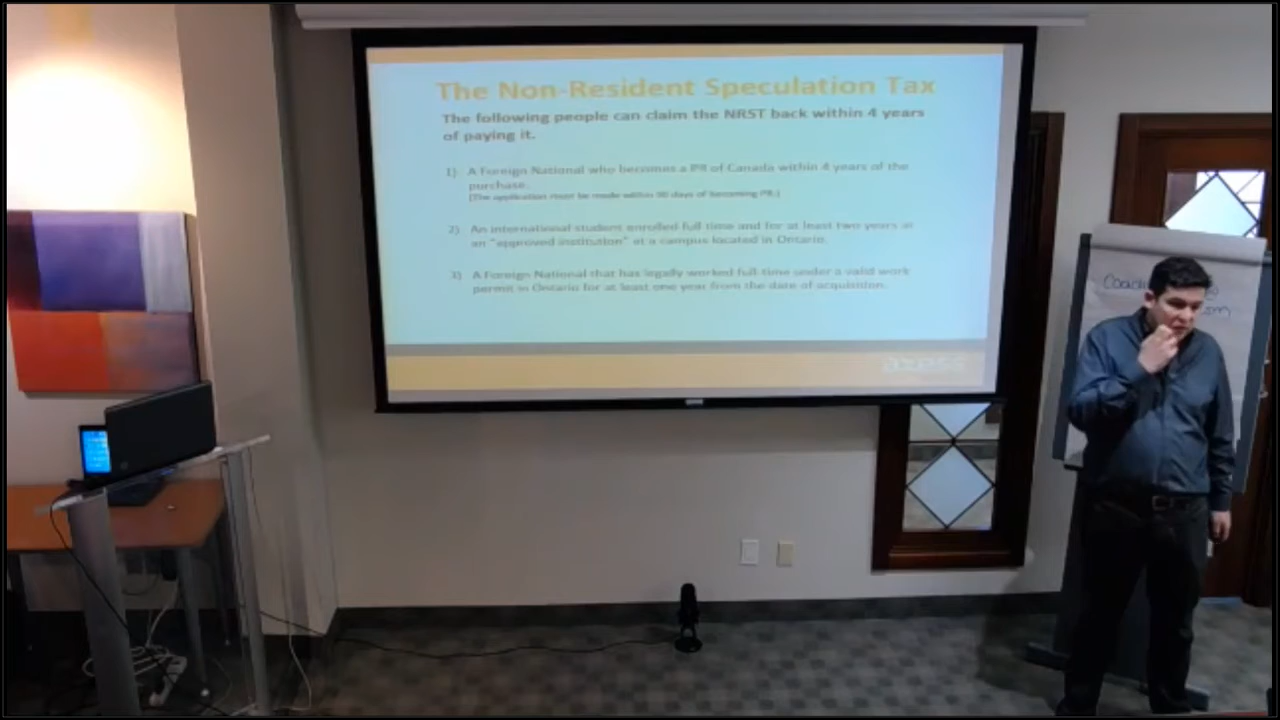 The Non-Resident Speculation Tax
The following people can claim the NRST back within 4 years
of paying it.
1) A Foreign National who becomes a PR of Canada within 4 years of the
purchase.
(The application must be made within 90 days of becoming PR.)
2) An international student enrolled full-time and for at least two years at
an "approved institution" at a campus located in Ontario.
3) A Foreign National that has legally worked full-time under a valid work
permit in Ontario for at least one year from the date of acquisition.